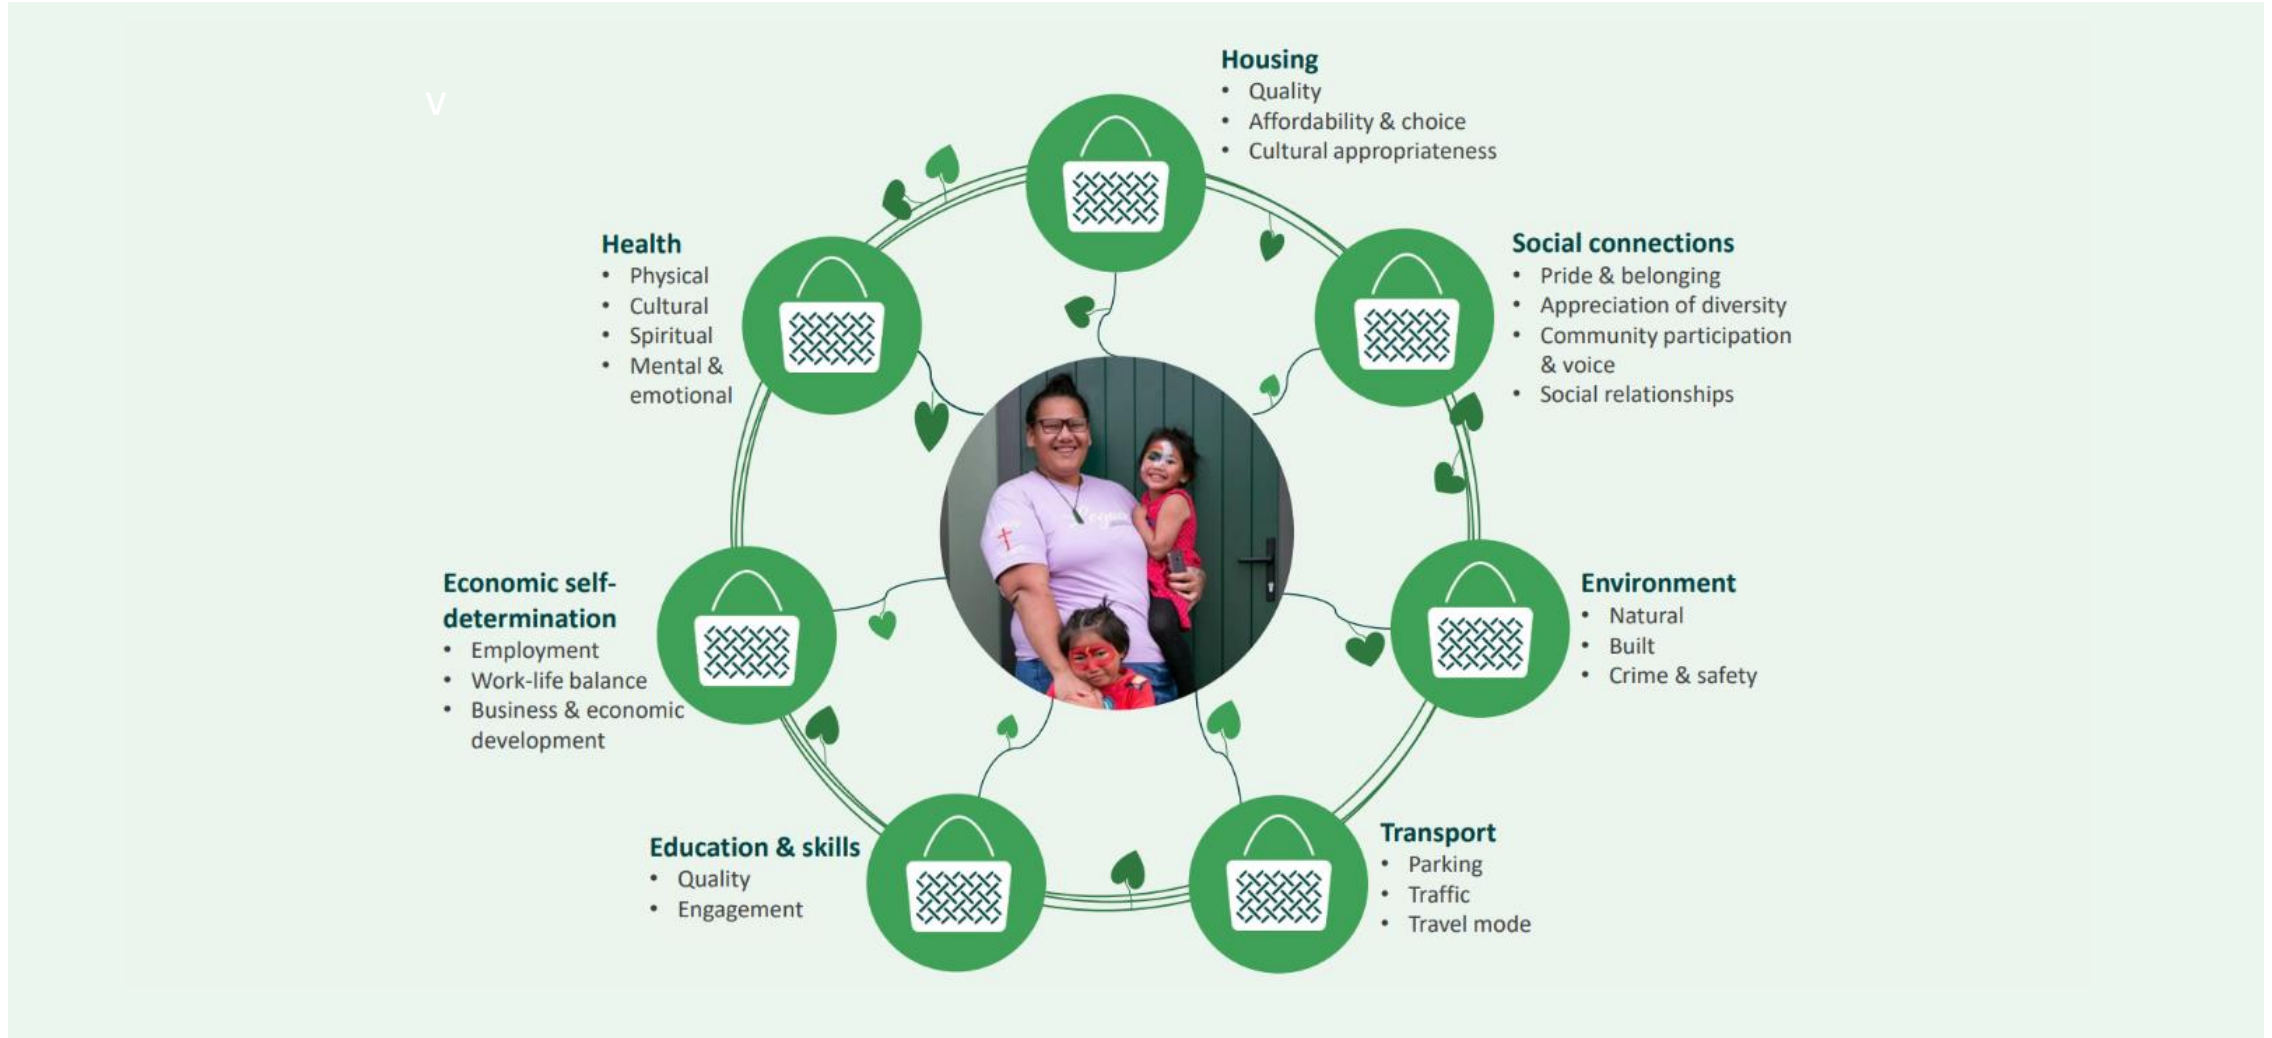 v
Housing
• Quality
• Affordability & choice
• Cultural appropriateness
Social connections
• Pride & belonging
• Appreciation of diversity
• Community participation
& voice
• Social relationships
Environment
• Natural
• Built
• Crime & safety
Transport
• Parking
• Traffic
• Travel mode
Education & skills
• Quality
• Engagement
Economic self-
determination
• Employment
• Work-life balance
• Business & economic
development
Health
• Physical
• Cultural
• Spiritual
• Mental &
emotional